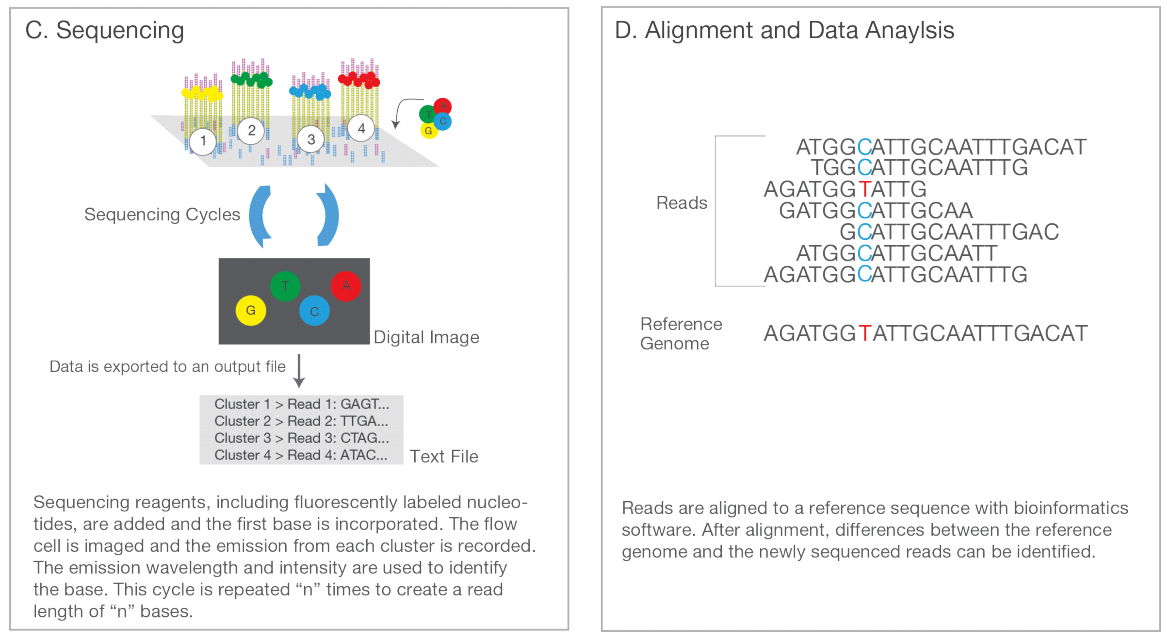 C. Sequencing
1
2
3
4
A
T
C
G
Sequencing Cycles
G
T
C
A
Digital Image
Data is exported to an output file
Cluster 1 > Read 1: GAGT...
Cluster 2 > Read 2: TTGA...
Cluster 3 > Read 3: CTAG...
Cluster 4 > Read 4: ATAC...
Text File
Sequencing reagents, including fluorescently labeled nucleo-
tides, are added and the first base is incorporated. The flow
cell is imaged and the emission from each cluster is recorded.
The emission wavelength and intensity are used to identify
the base. This cycle is repeated “n” times to create a read
length of “n” bases.
D. Alignment and Data Anaylsis
Reads
ATGGCATTGCAATTTGACAT
TGGCATTGCAATTTG
AGATGGTATTG
GATGGCATTGCAA
GCATTGCAATTTGAC
ATGGCATTGCAATT
AGATGGCATTGCAATTTG
Reference
Genome
AGATGGTATTGCAATTTGACAT
Reads are aligned to a reference sequence with bioinformatics
software. After alignment, differences between the reference
genome and the newly sequenced reads can be identified.